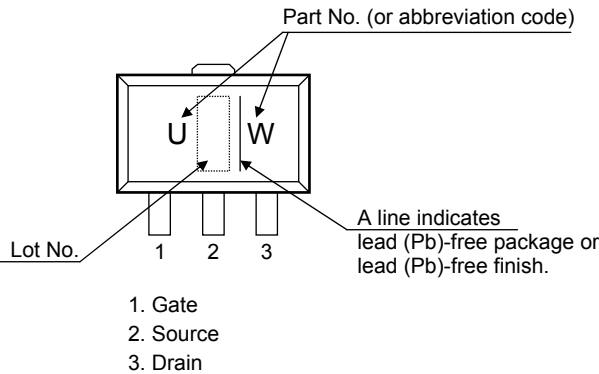 Part No. (or abbreviation code)
U W
Lot No.
1 2 3
A line indicates
lead (Pb)-free package or
lead (Pb)-free finish.
1. Gate
2. Source
3. Drain